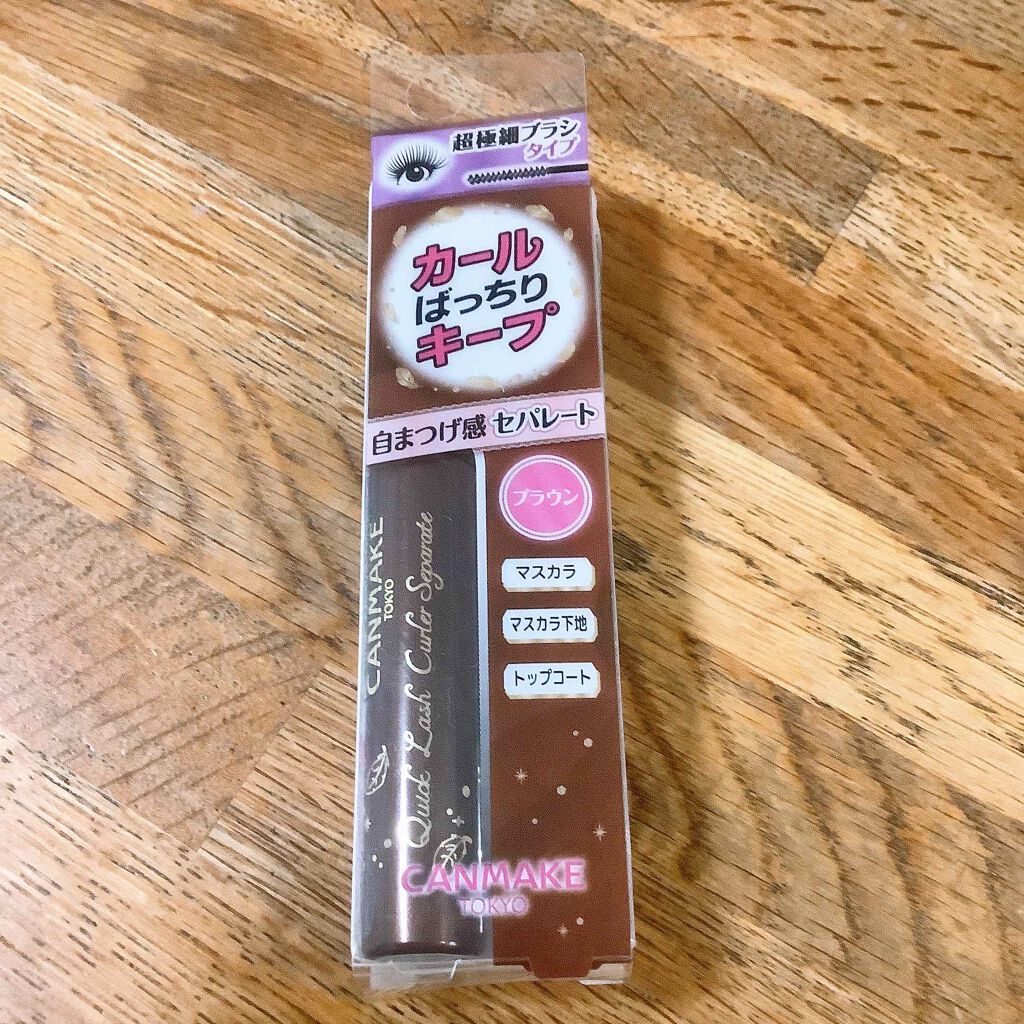 超極細ブラシ
タイプ
カール
ばっちり
キープ
自まつげ感 セパレート
ブラウン
マスカラ
マスカラ下地
トップコート
CANMAKE
TOKYO
Quick Lash Curler Separate
CANMAKE
TOKYO